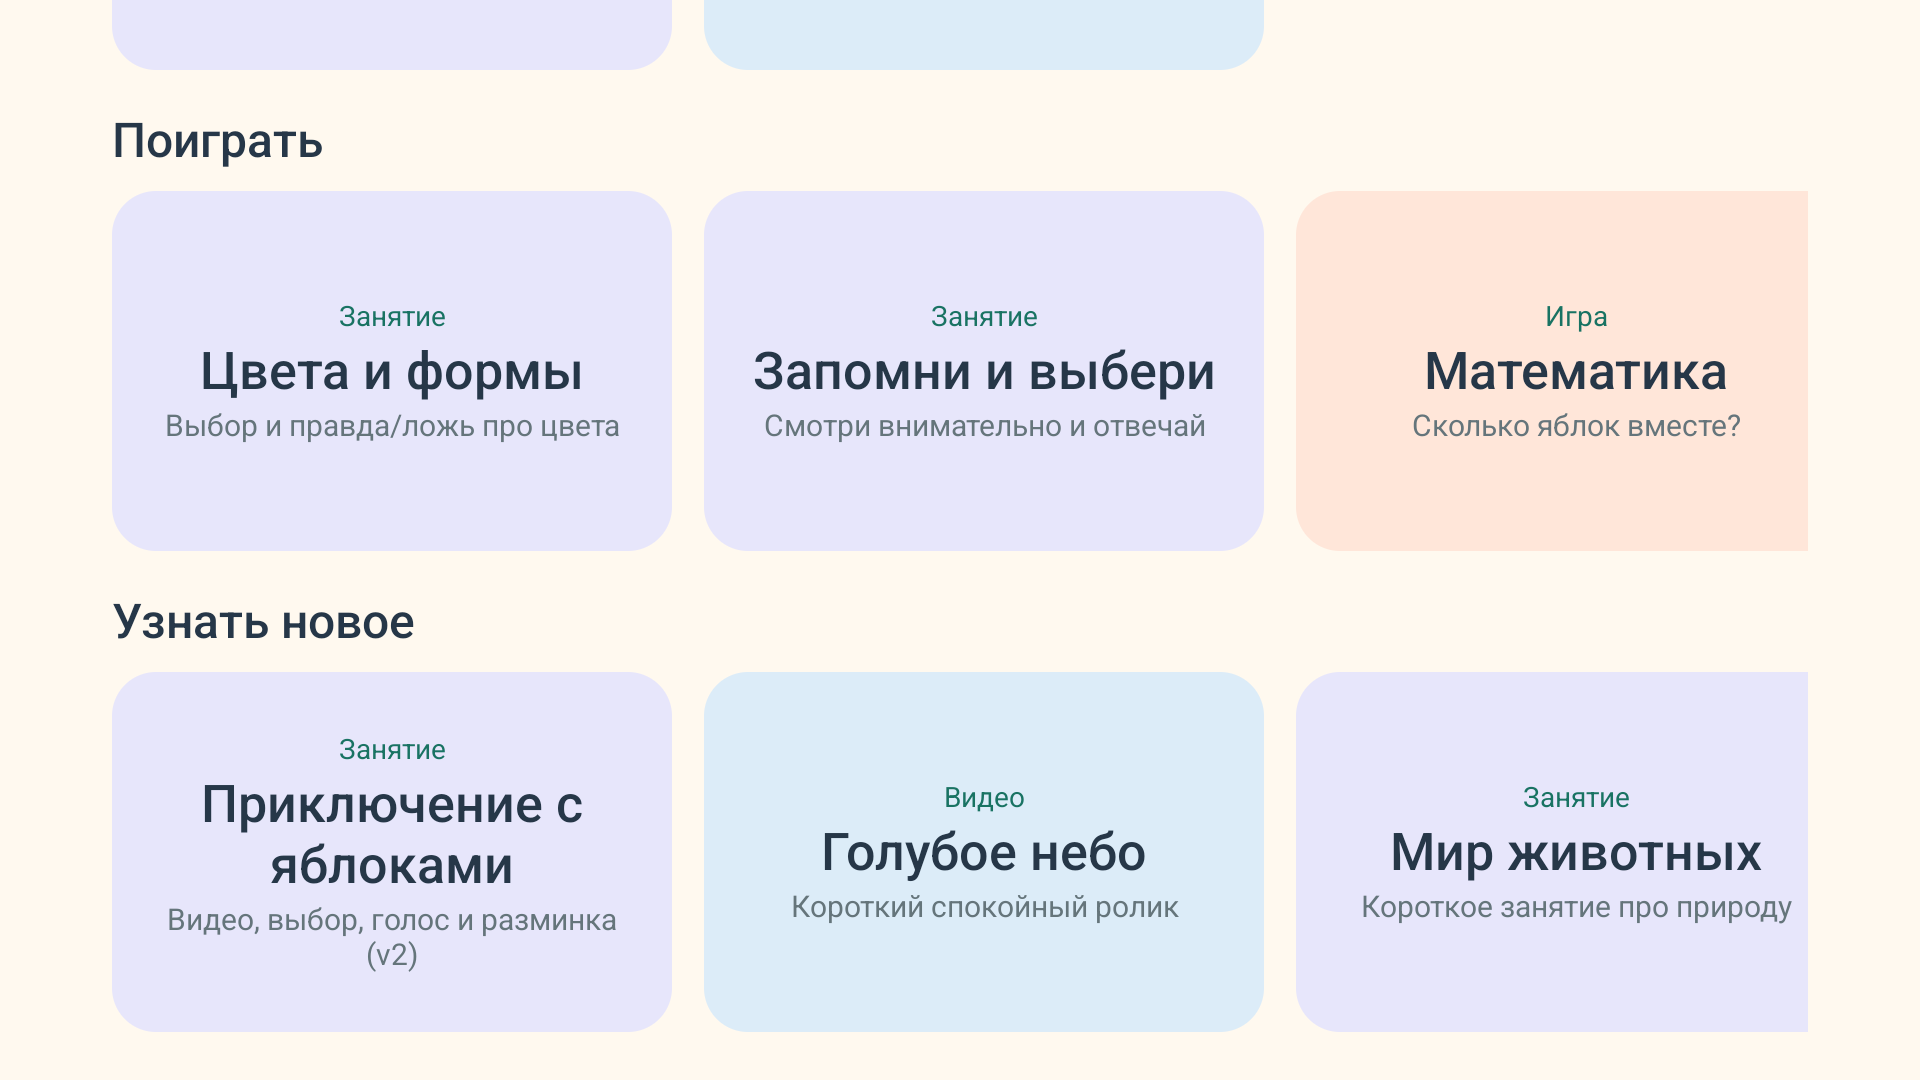 Поиграть
Занятие
Цвета и формы
Выбор и правда/ложь про цвета
Занятие
Запомни и выбери
Смотри внимательно и отвечай
Игра
Математика
Сколько яблок вместе?
Узнать новое
Занятие
Приключение с
яблоками
Видео, выбор, голос и разминка
(v2)
Видео
Голубое небо
Короткий спокойный ролик
Занятие
Мир животных
Короткое занятие про природу